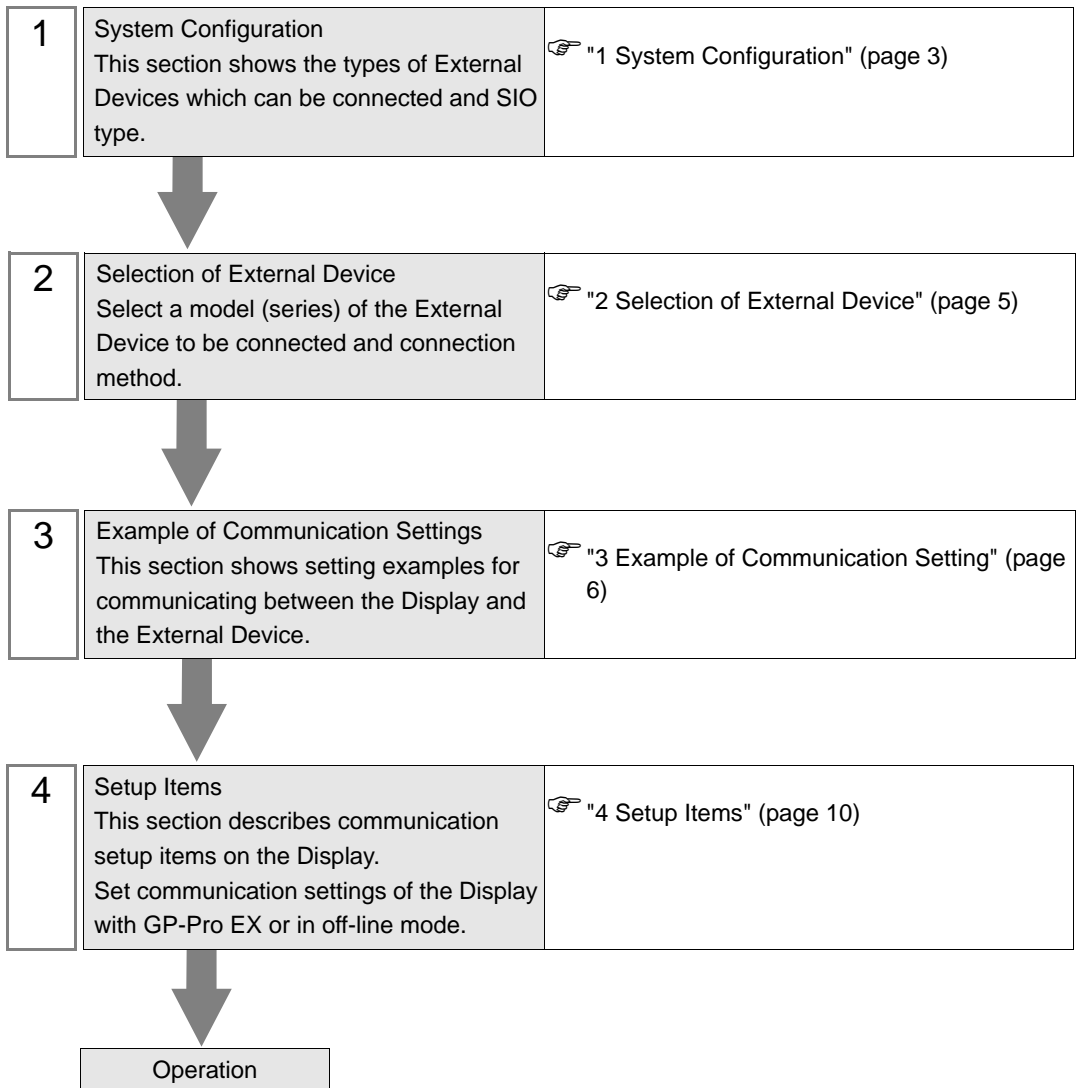 1
System Configuration
This section shows the types of External
Devices which can be connected and SIO
type.
"1 System Configuration" (page 3)
2
Selection of External Device
Select a model (series) of the External
Device to be connected and connection
method.
"2 Selection of External Device" (page 5)
3
Example of Communication Settings
This section shows setting examples for
communicating between the Display and
the External Device.
"3 Example of Communication Setting" (page
6)
4
Setup Items
This section describes communication
setup items on the Display.
Set communication settings of the Display
with GP-Pro EX or in off-line mode.
"4 Setup Items" (page 10)
Operation